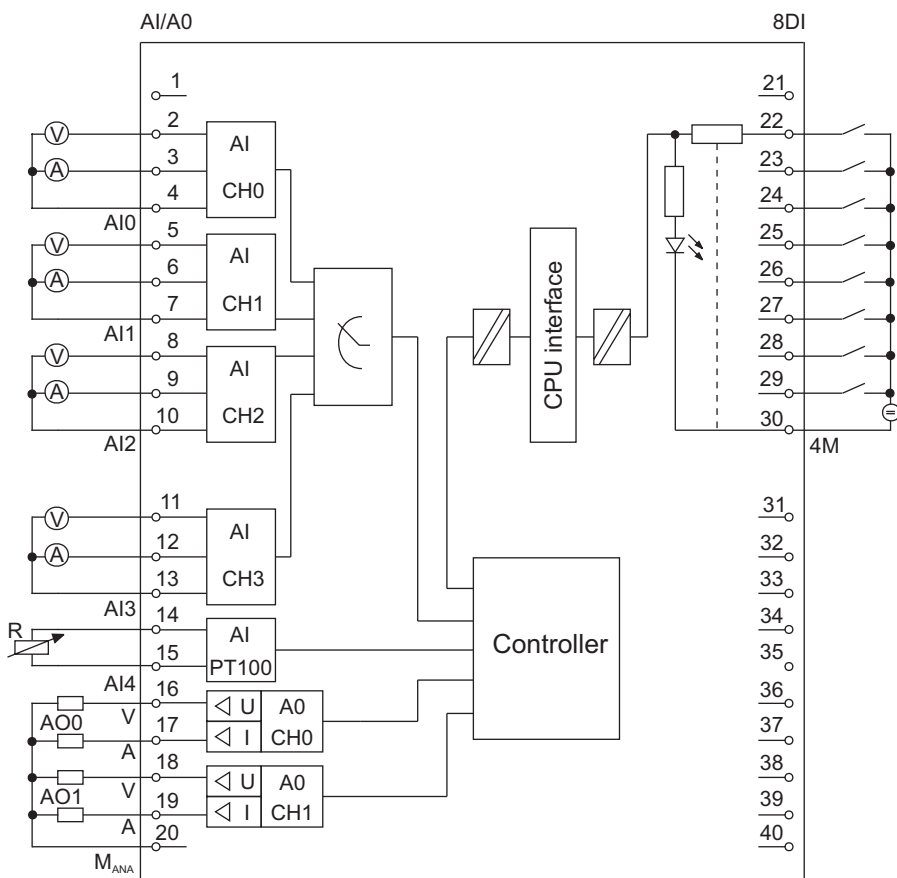 AI/A0
8DI
1
21
V
2
AI
22
A
3
23
4
CH0
24
AI0
V
5
AI
25
A
6
CH1
26
7
27
AI1
V
8
AI
28
A
9
29
10
CH2
30
AI2
4M
CPU interface
V
11
AI
31
A
12
32
13
CH3
33
AI3
R
14
AI
34
15
PT100
35
AI4
Controller
16
U
A0
36
AO0
V
17
I
CH0
37
A
18
U
A0
38
AO1
V
19
I
CH1
39
A
20
40
MANA